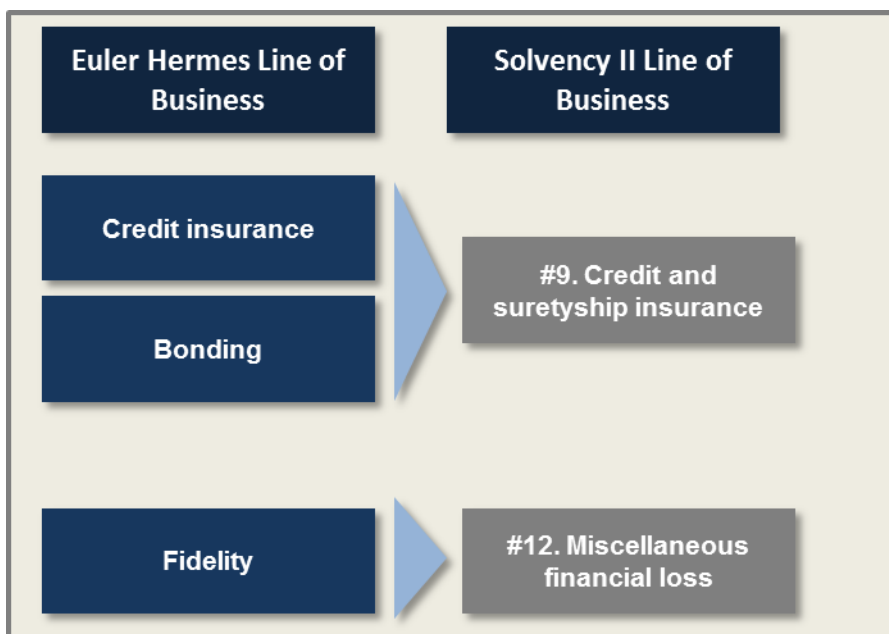 Euler Hermes Line of
Business
Solvency II Line of
Business
Credit insurance
Bonding
#9. Credit and
suretyship insurance
Fidelity
#12. Miscellaneous
financial loss